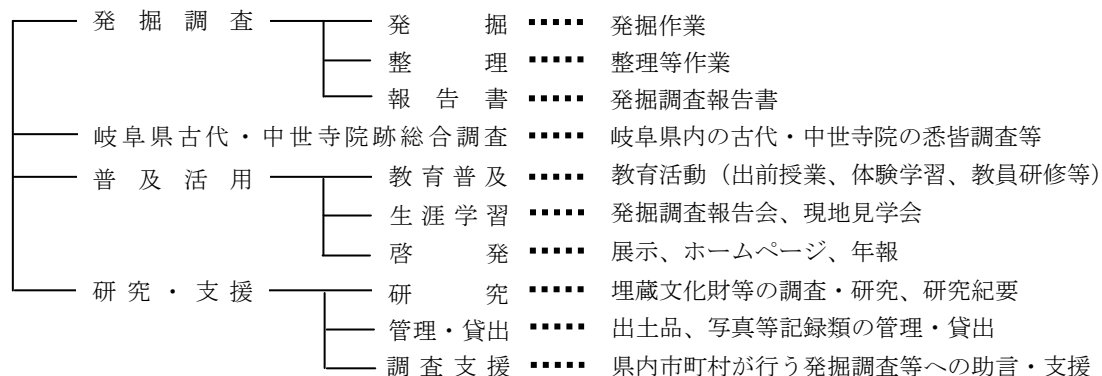 発掘調査 発掘 ▪▪▪▪▪ 発掘作業
整理 ▪▪▪▪▪ 整理等作業
報告書 ▪▪▪▪▪ 発掘調査報告書
岐阜県古代・中世寺院跡総合調査 ▪▪▪▪▪ 岐阜県内の古代・中世寺院の悉皆調査等
普及活用 教育普及 ▪▪▪▪▪ 教育活動（出前授業、体験学習、教員研修等）
生涯学習 ▪▪▪▪▪ 発掘調査報告会、現地見学会
啓発 ▪▪▪▪▪ 展示、ホームページ、年報
研究・支援 研究 ▪▪▪▪▪ 埋蔵文化財等の調査・研究、研究紀要
管理・貸出 ▪▪▪▪▪ 出土品、写真等記録類の管理・貸出
調査支援 ▪▪▪▪▪ 県内市町村が行う発掘調査等への助言・支援